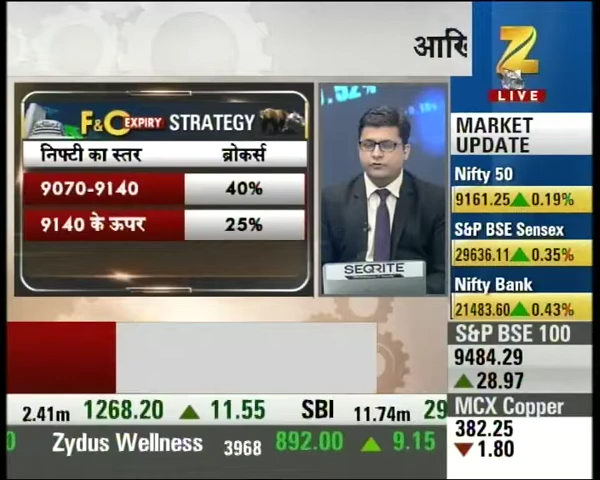 आखि
Z
LIVE
F&O EXPIRY STRATEGY
निफ्टी का स्तर ब्रोकर्स
9070-9140 40%
9140 के ऊपर 25%
SEQRITE
MARKET
UPDATE
Nifty 50
9161.25 ▲ 0.19%
S&P BSE Sensex
29636.11 ▲ 0.35%
Nifty Bank
21483.60 ▲ 0.43%
S&P BSE 100
9484.29
▲ 28.97
MCX Copper
382.25
▼ 1.80
2.41m 1268.20 ▲ 11.55 SBI 11.74m 29
0 Zydus Wellness 3968 892.00 ▲ 9.15